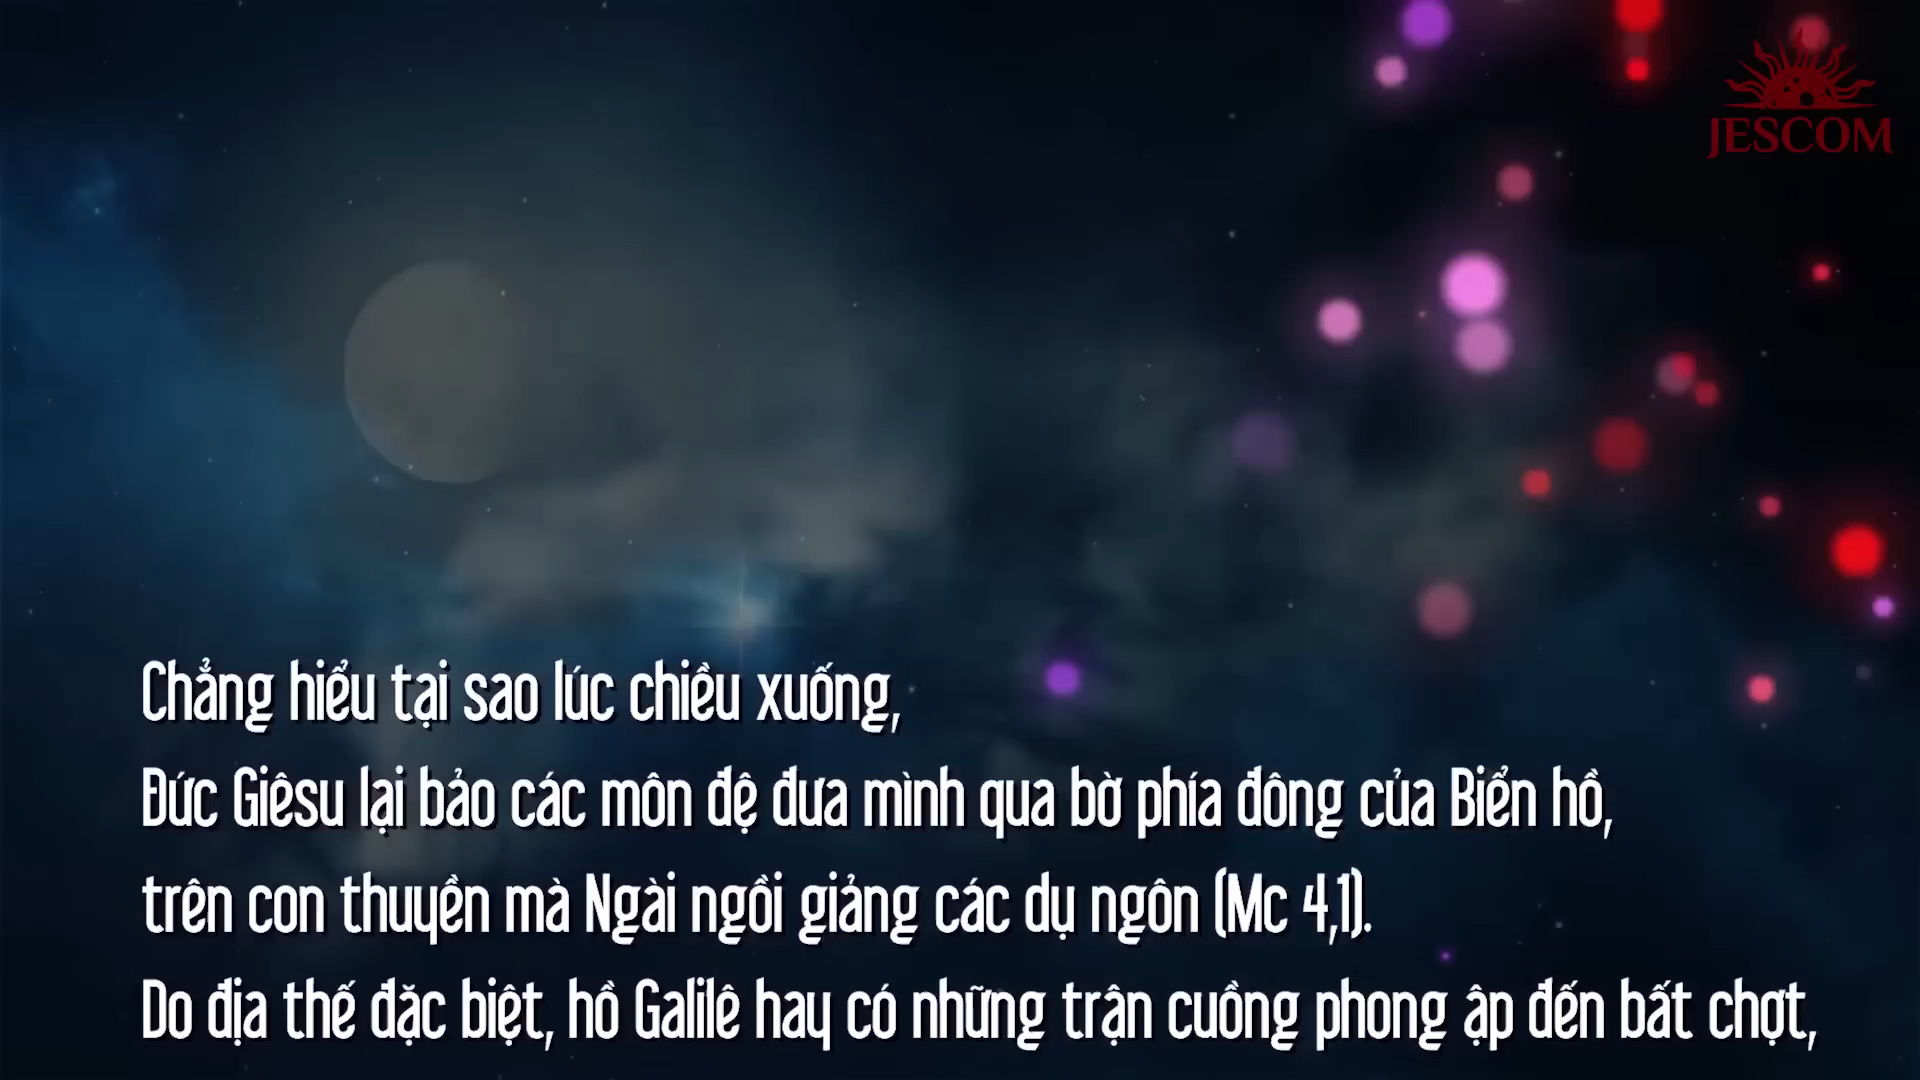 JESCOM
Chẳng hiểu tại sao lúc chiều xuống,
Đức Giêsu lại bảo các môn đệ đưa mình qua bờ phía đông của Biển hồ,
trên con thuyền mà Ngài ngồi giảng các dụ ngôn (Mc 4,1).
Do địa thế đặc biệt, hồ Galilê hay có những trận cuồng phong ập đến bất chợt,